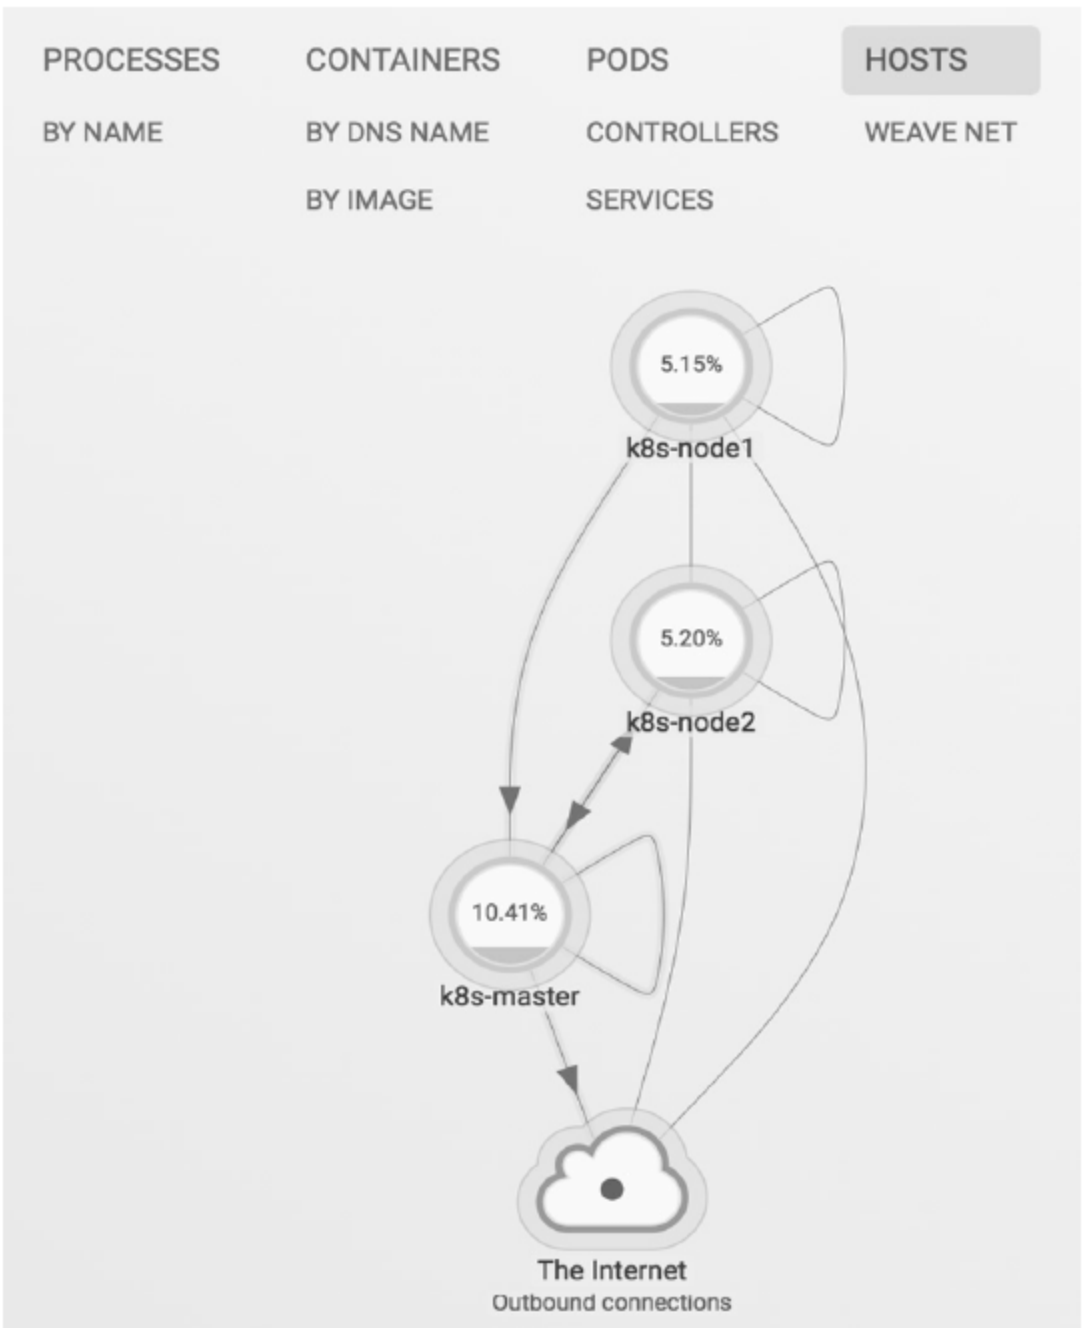 PROCESSES CONTAINERS PODS HOSTS
BY NAME BY DNS NAME CONTROLLERS WEAVE NET
BY IMAGE SERVICES
5.15%
k8s-node1
5.20%
k8s-node2
10.41%
k8s-master
The Internet
Outbound connections